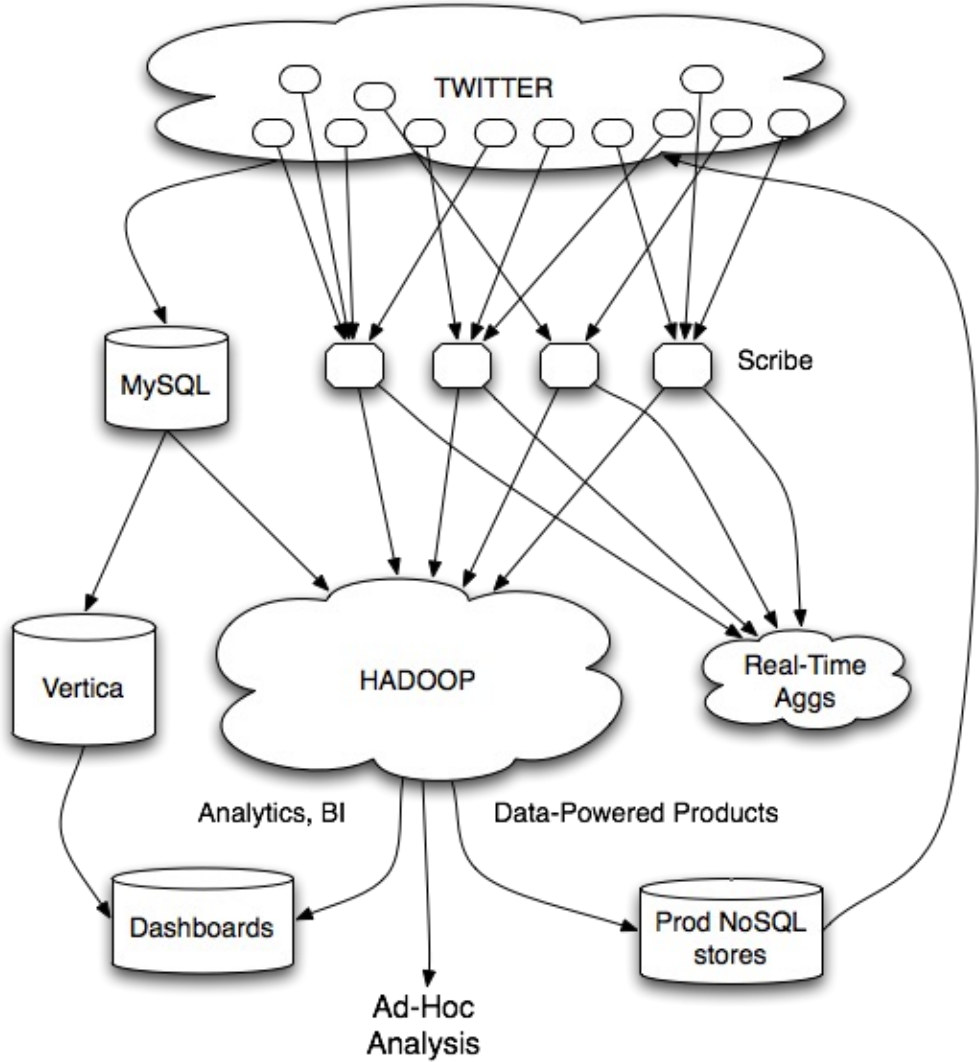 TWITTER
MySQL
Scribe
Vertica
HADOOP
Real-Time
Aggs
Analytics, BI
Data-Powered Products
Dashboards
Prod NoSQL
stores
Ad-Hoc
Analysis